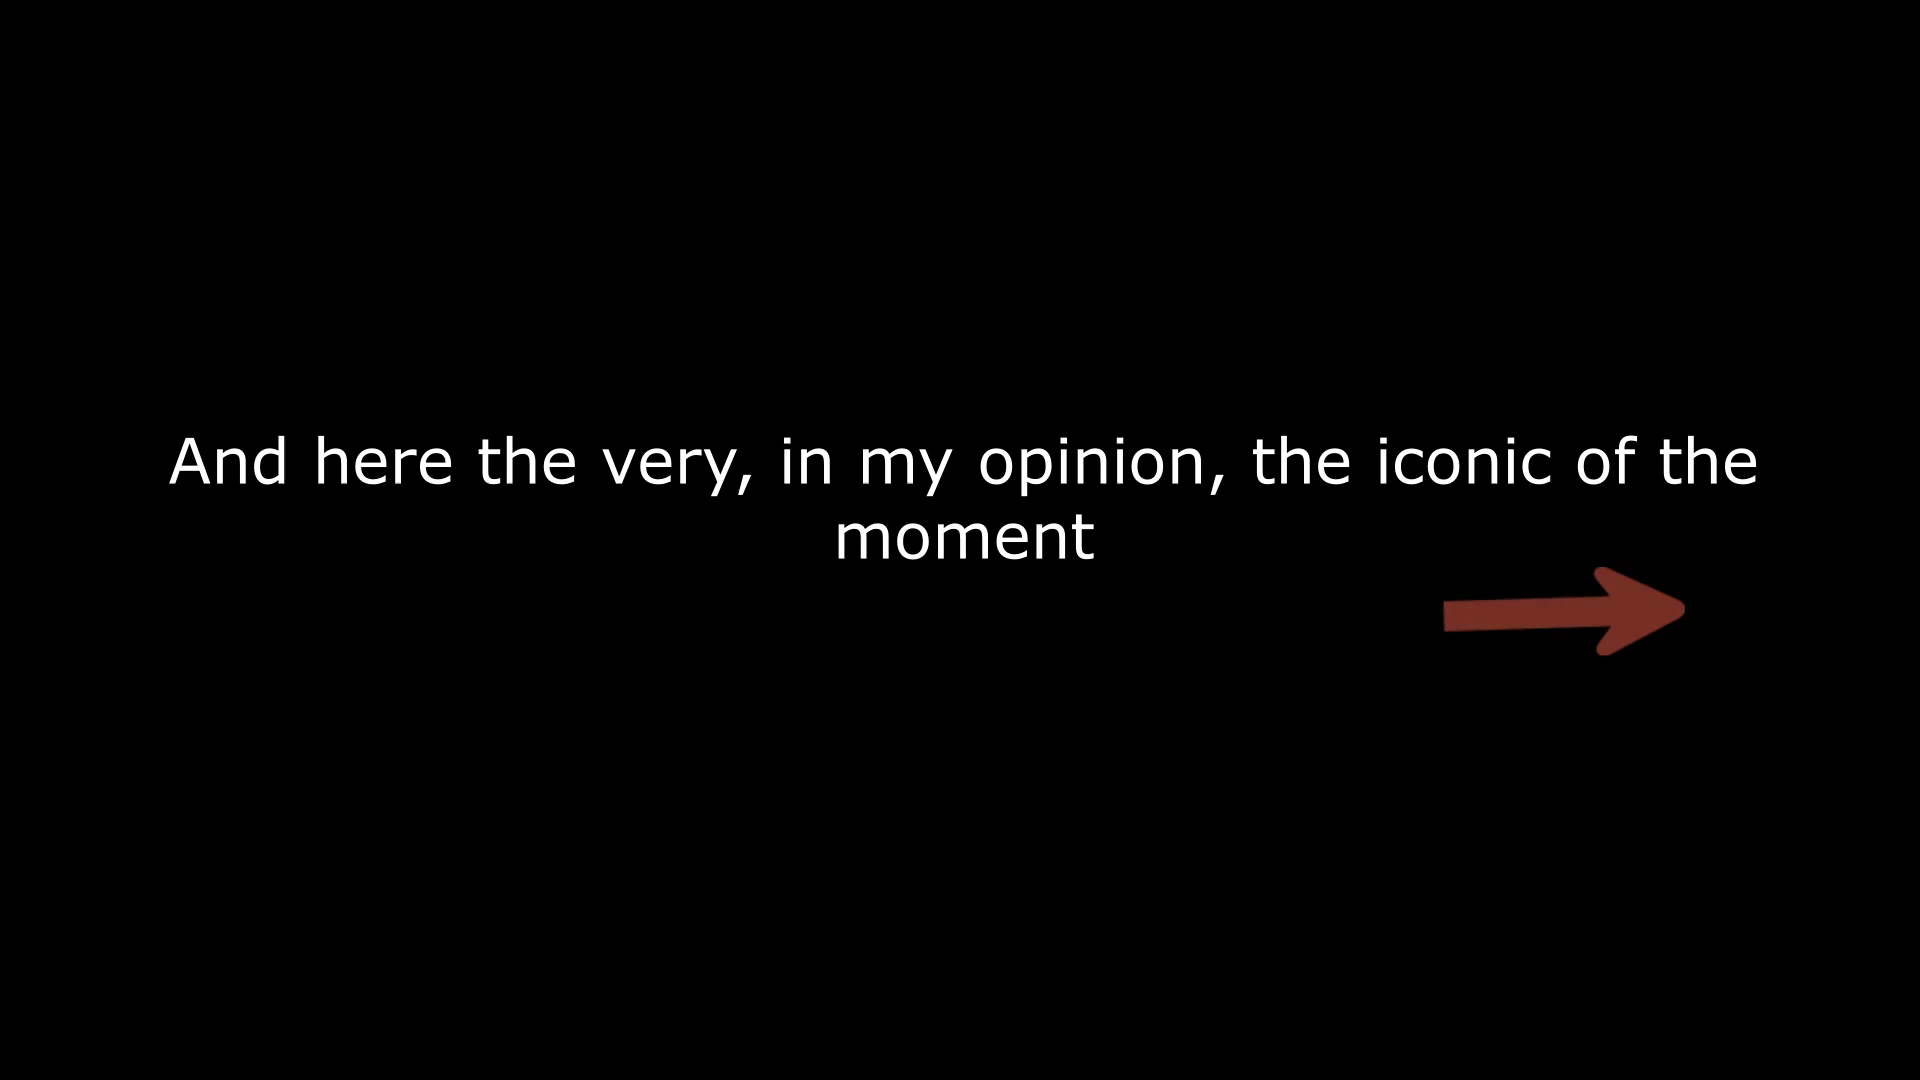 And here the very, in my opinion, the iconic of the
moment